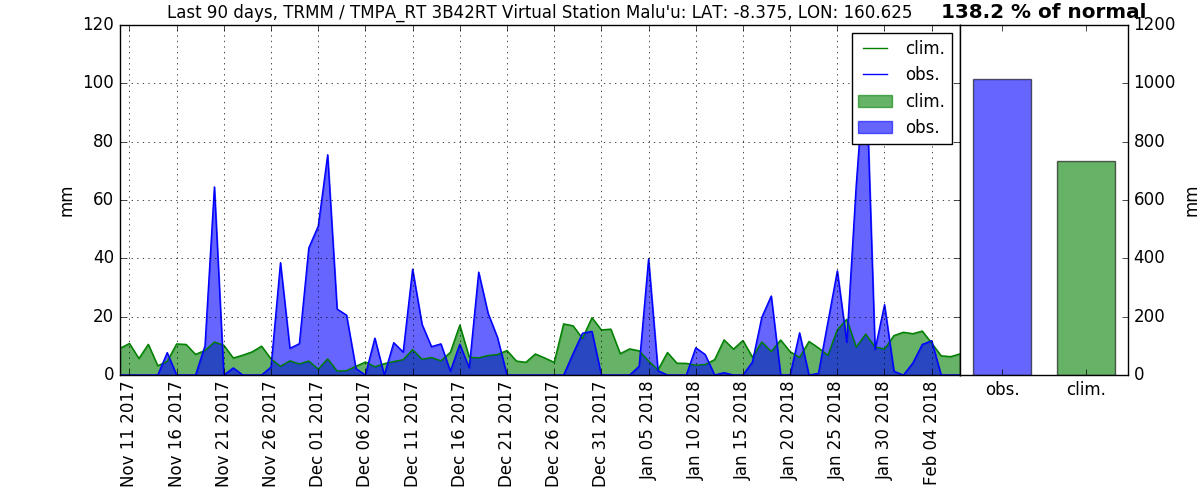 Last 90 days, TRMM / TMPA_RT 3B42RT Virtual Station Malu'u: LAT: -8.375, LON: 160.625
138.2 % of normal
120
100
80
60
40
20
0
mm
clim.
obs.
clim.
obs.
Nov 11 2017
Nov 16 2017
Nov 21 2017
Nov 26 2017
Dec 01 2017
Dec 06 2017
Dec 11 2017
Dec 16 2017
Dec 21 2017
Dec 26 2017
Dec 31 2017
Jan 05 2018
Jan 10 2018
Jan 15 2018
Jan 20 2018
Jan 25 2018
Jan 30 2018
Feb 04 2018
obs.
clim.
1200
1000
800
600
400
200
0
mm